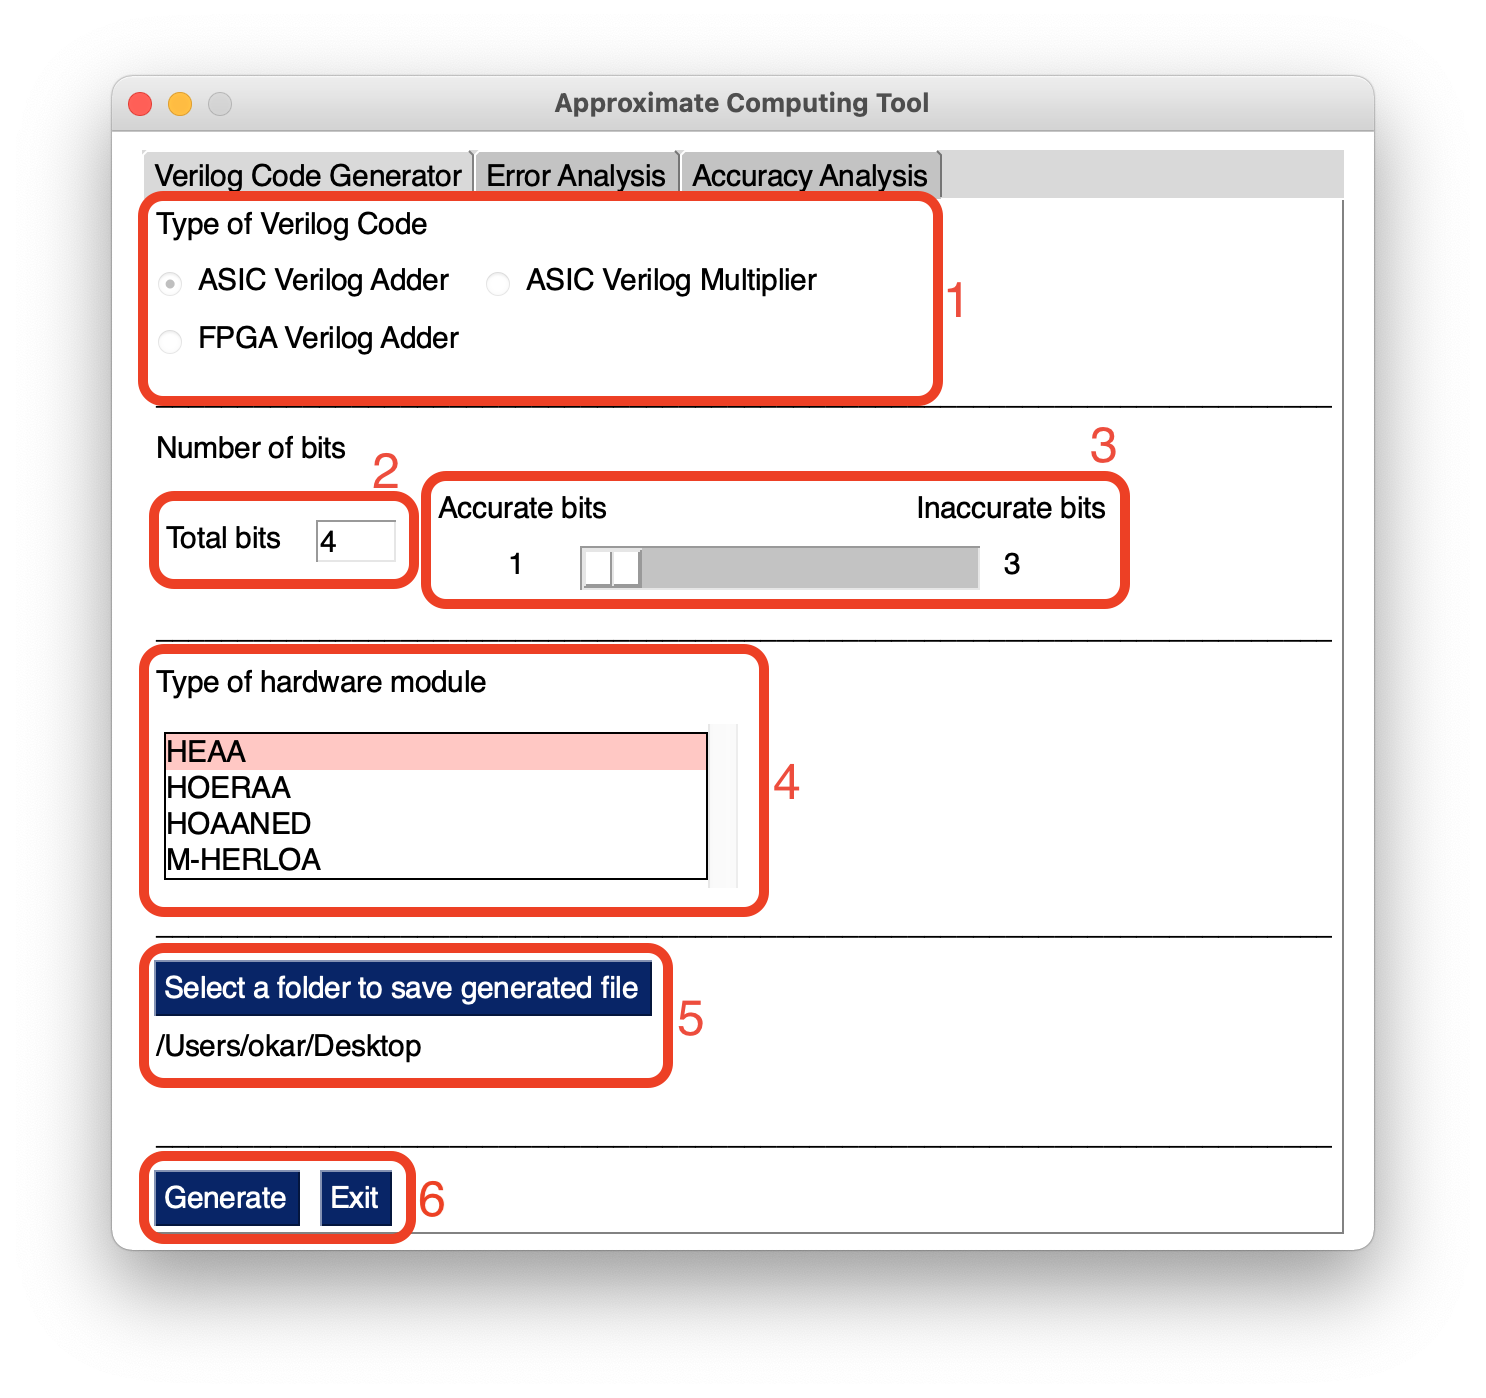 Approximate Computing Tool
Verilog Code Generator Error Analysis Accuracy Analysis
Type of Verilog Code
ASIC Verilog Adder ASIC Verilog Multiplier
1
FPGA Verilog Adder
Number of bits
2
3
Accurate bits Inaccurate bits
Total bits 4
1 3
Type of hardware module
HEAA
HOERAA
4
HOAANED
M-HERLOA
Select a folder to save generated file
5
/Users/okar/Desktop
Generate Exit
6